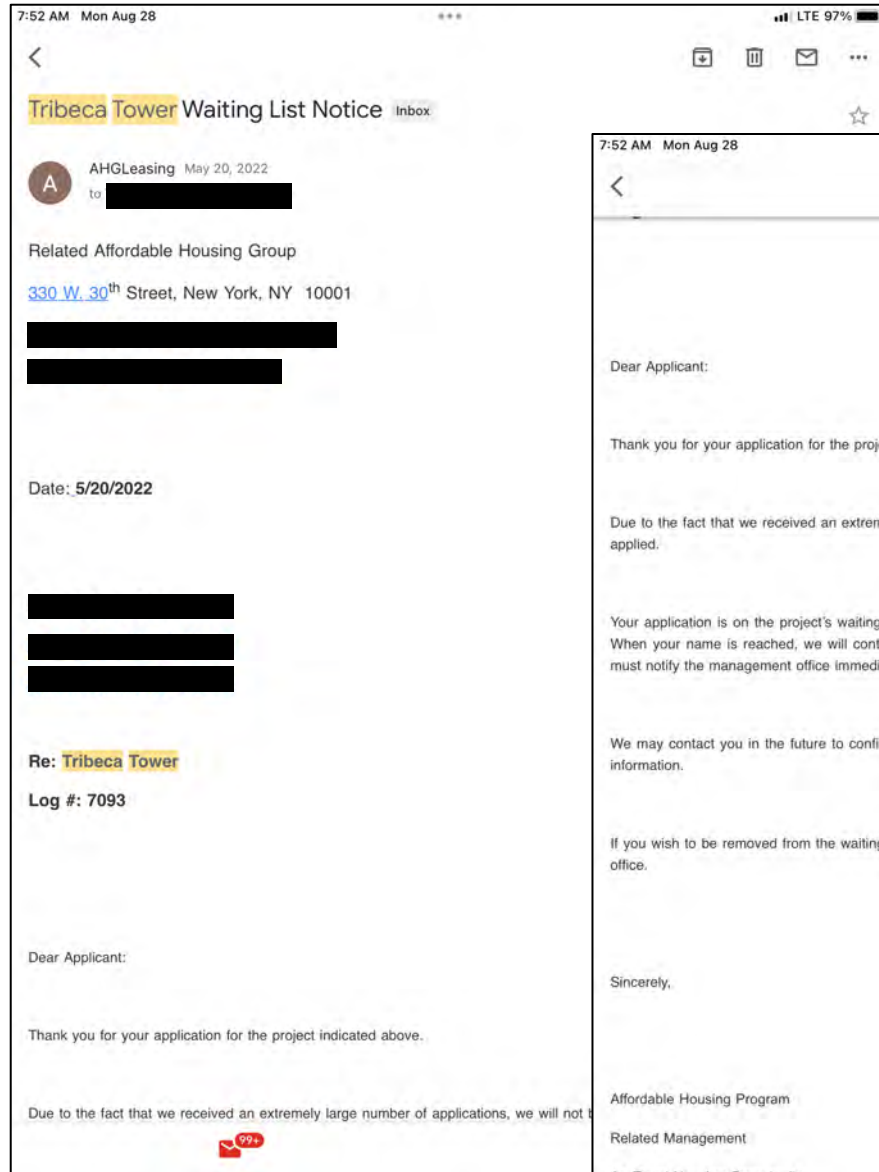 7:52 AM Mon Aug 28
LTE 97%
Tribeca Tower Waiting List Notice Inbox
A
AHGLeasing May 20, 2022
to
Related Affordable Housing Group
330 W. 30th Street, New York, NY 10001
Date: 5/20/2022
Re: Tribeca Tower
Log #: 7093
Dear Applicant:
Thank you for your application for the project indicated above.
Due to the fact that we received an extremely large number of applications, we will not
99+
7:52 AM Mon Aug 28
Dear Applicant:
Thank you for your application for the
Due to the fact that we received an
applied.
Your application is on the project's waiting
When your name is reached, we will
must notify the management office
We may contact you in the future to
information.
If you wish to be removed from the waiting
office.
Sincerely,
Affordable Housing Program
Related Management